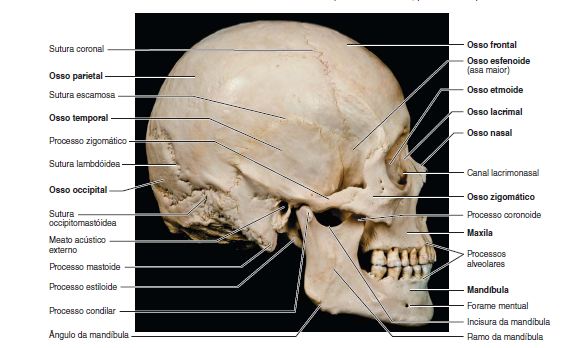 Sutura coronal
Osso parietal
Sutura escamosa
Osso temporal
Processo zigomático
Sutura lambdóidea
Osso occipital
Sutura
occipitomastóidea
Meato acústico
externo
Processo mastoide
Processo estiloide
Processo condilar
Ângulo da mandíbula
Osso frontal
Osso esfenoide
(asa maior)
Osso etmoide
Osso lacrimal
Osso nasal
Canal lacrimonasal
Osso zigomático
Processo coronoide
Maxila
Processos
alveolares
Mandíbula
Forame mentual
Incisura da mandíbula
Ramo da mandíbula